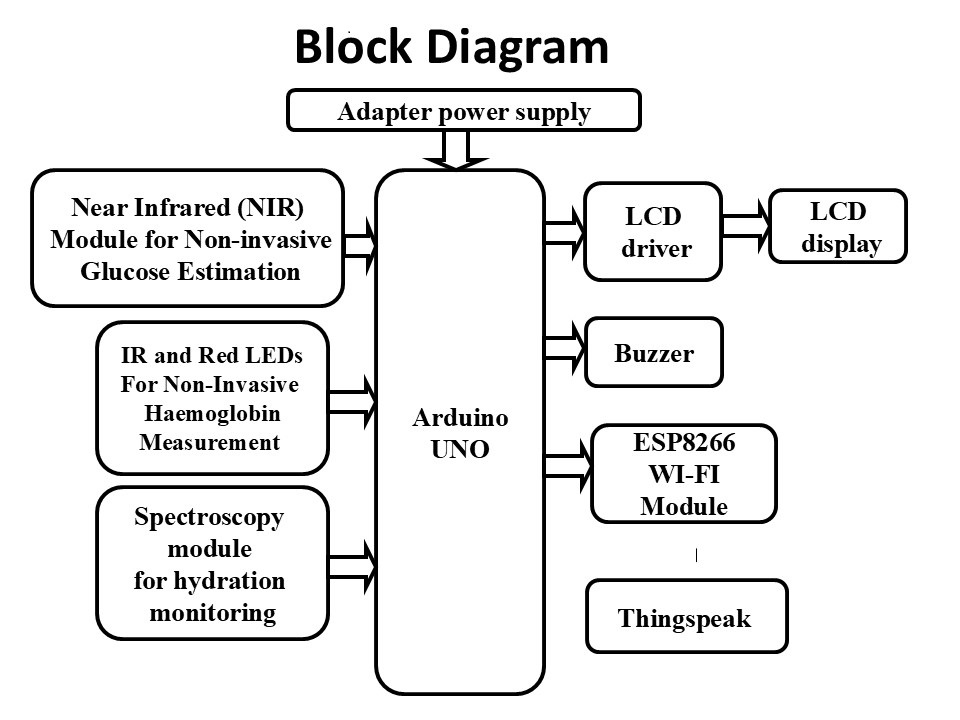 Block Diagram
Adapter power supply
Near Infrared (NIR)
Module for Non-invasive
Glucose Estimation
IR and Red LEDs
For Non-Invasive
Haemoglobin
Measurement
Spectroscopy
module
for hydration
monitoring
Arduino
UNO
LCD
driver
LCD
display
Buzzer
ESP8266
WI-FI
Module
Thingspeak